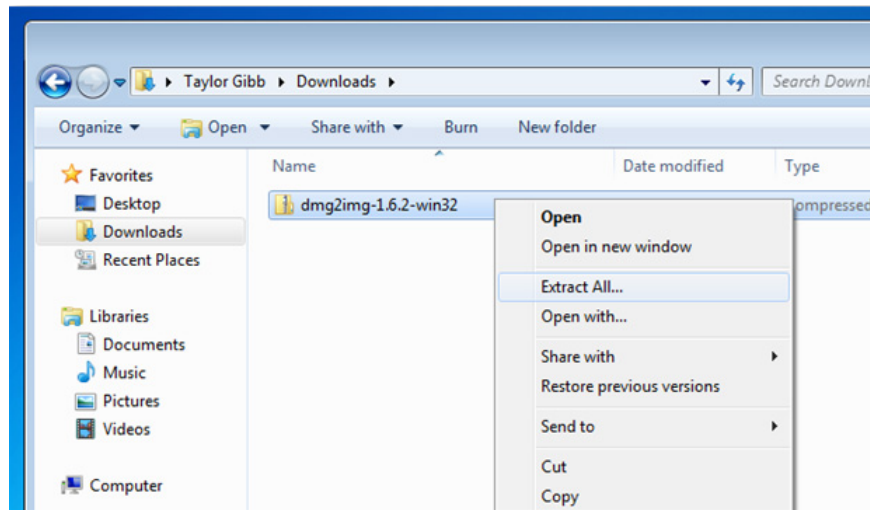 Taylor Gibb Downloads
Search Downl
Organize Open Share with Burn New folder
Favorites
Desktop
Downloads
Recent Places
Libraries
Documents
Music
Pictures
Videos
Computer
Name Date modified Type
dmg2img-1.6.2-win32 ompressed
Open
Open in new window
Extract All...
Open with...
Share with
Restore previous versions
Send to
Cut
Copy